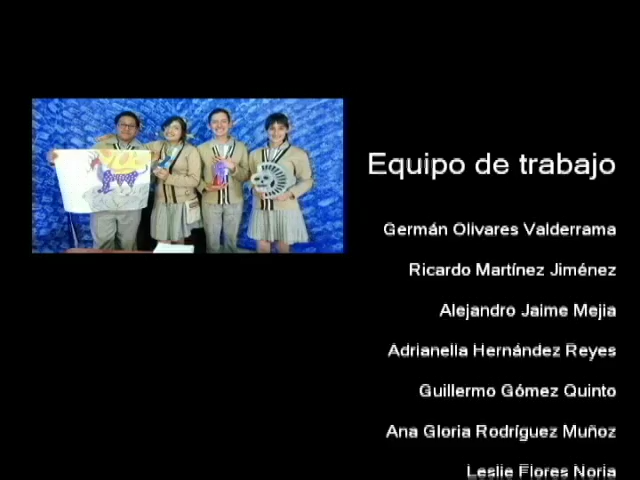 Equipo de trabajo
Germán Olivares Valderrama
Ricardo Martínez Jiménez
Alejandro Jaime Mejia
Adrianella Hernández Reyes
Guillermo Gómez Quinto
Ana Gloria Rodríguez Muñoz
Leslie Flores Noria